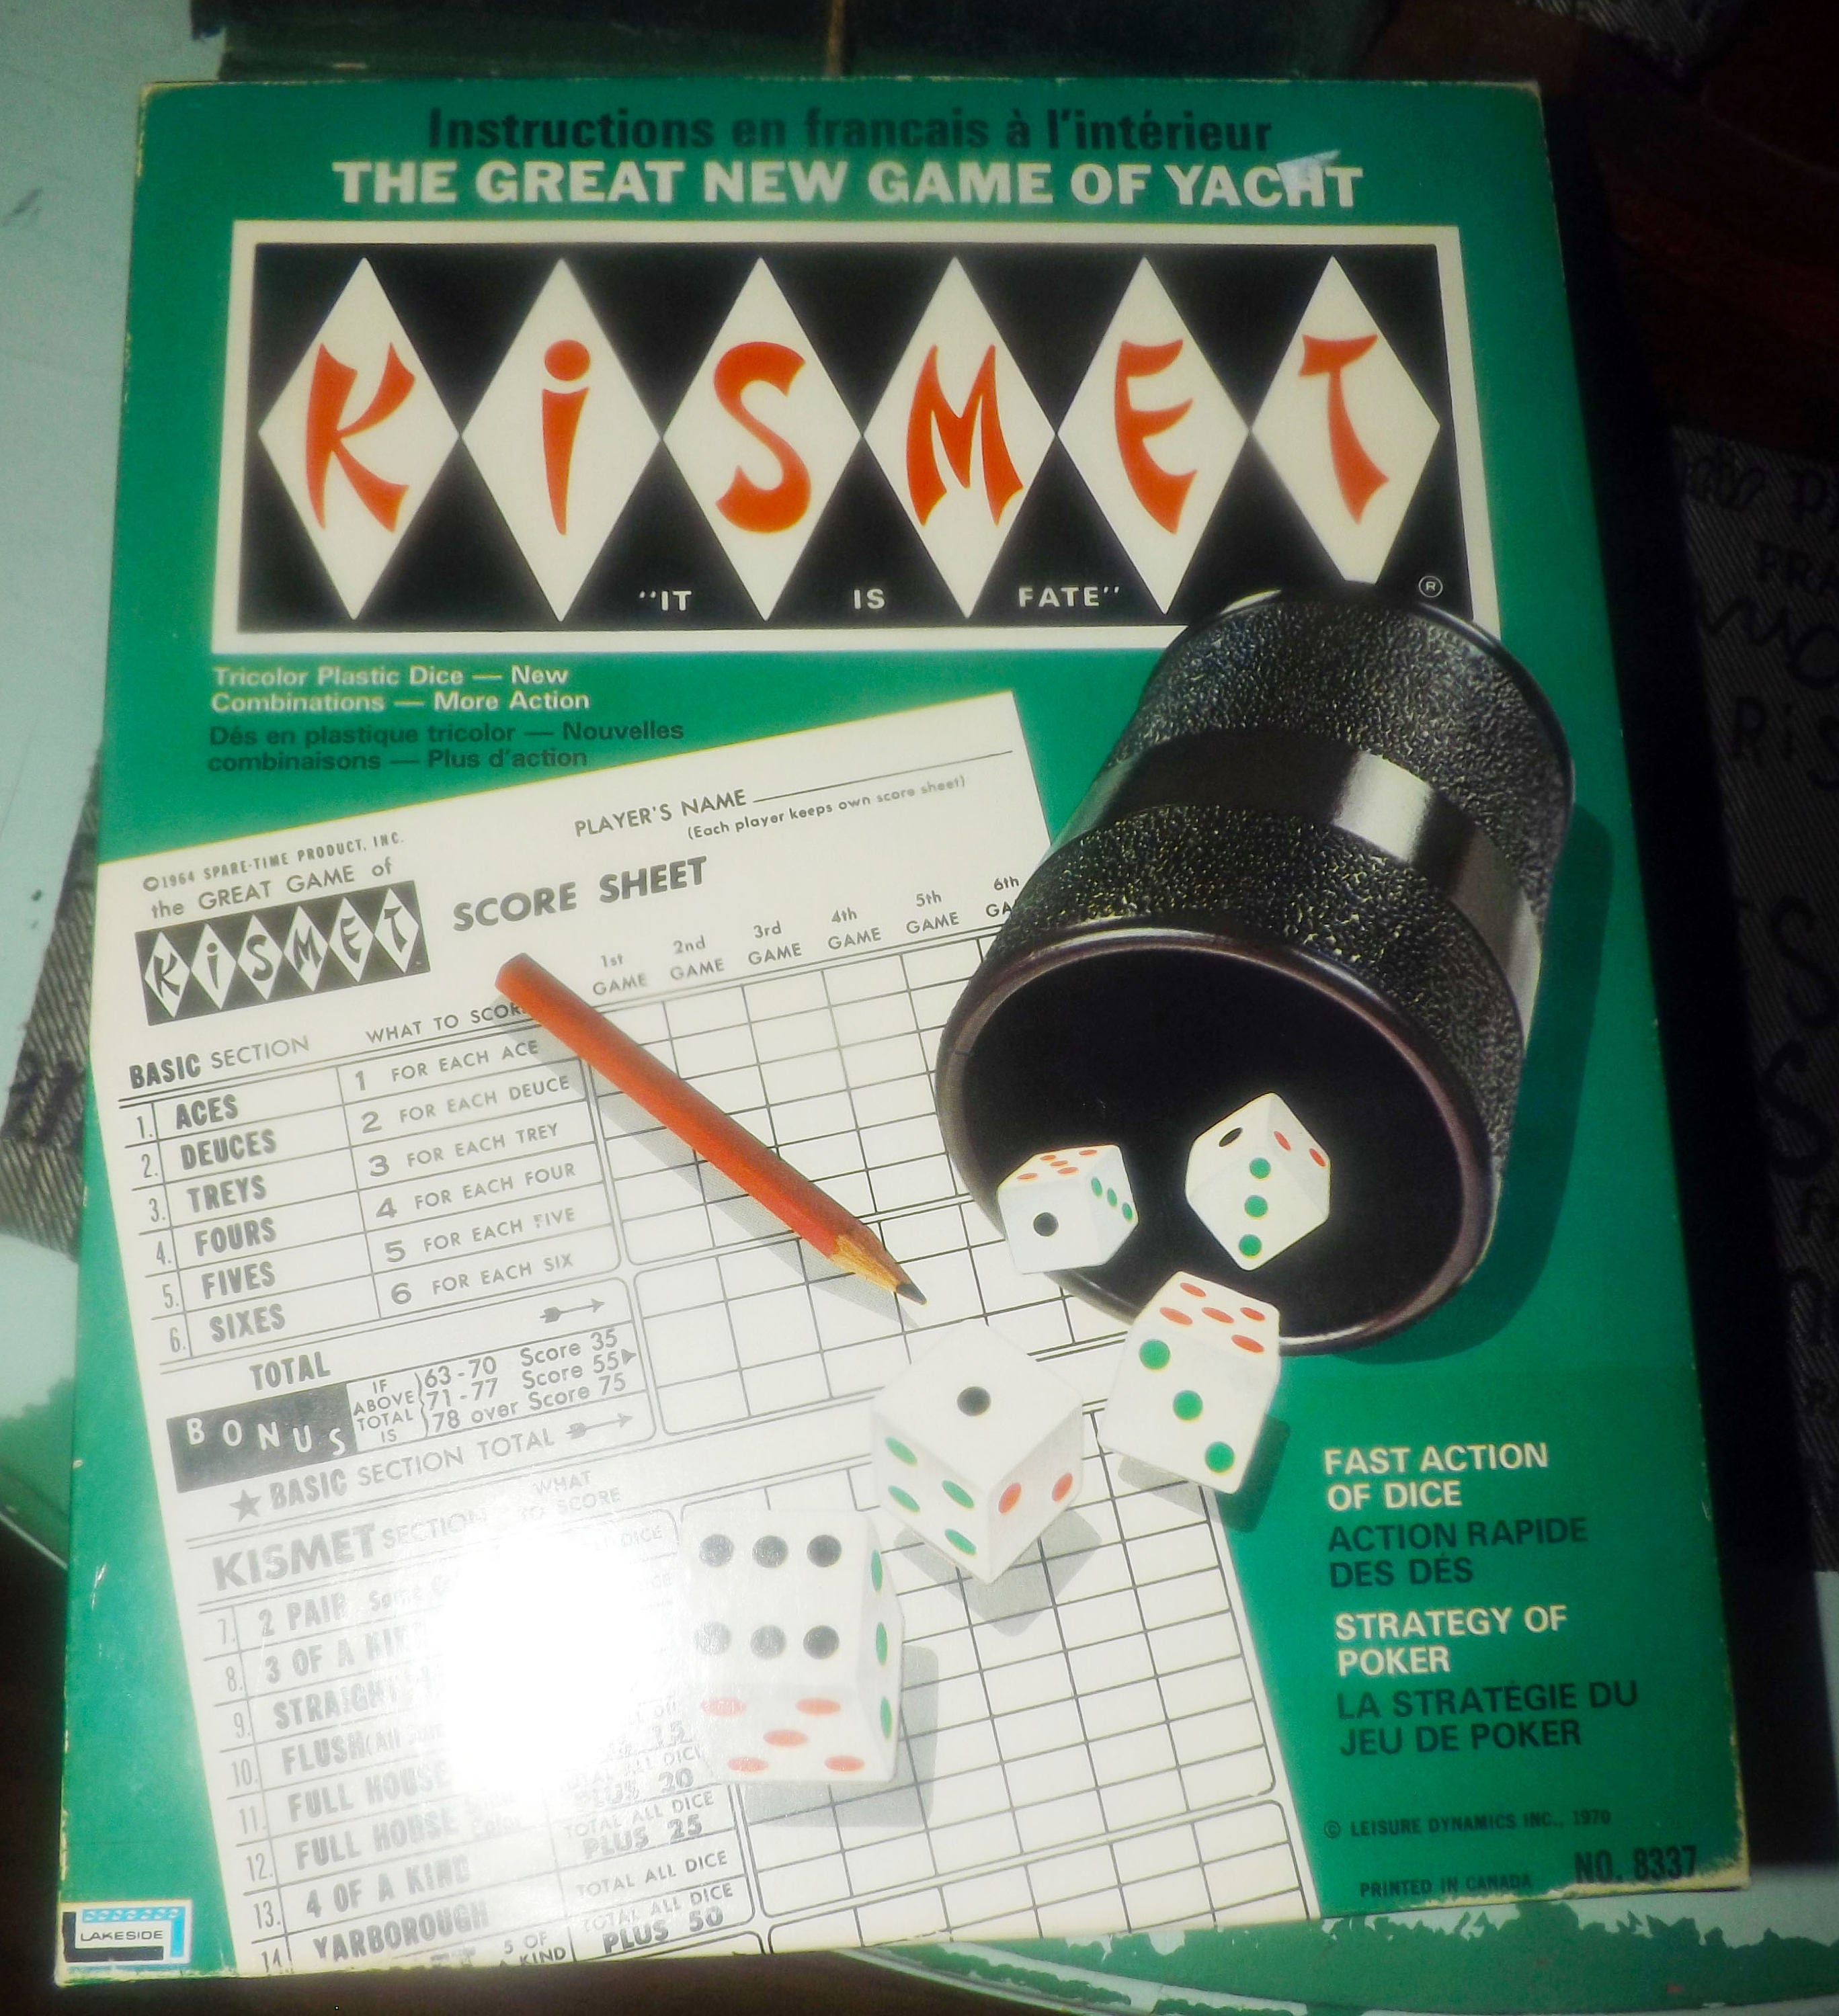 Instructions en francais à l'intérieur
THE GREAT NEW GAME OF YACHT
KiSMET
"IT IS FATE" ®
Tricolor Plastic Dice — New
Combinations — More Action
Dés en plastique tricolor — Nouvelles
combinaisons — Plus d'action
PLAYER'S NAME
(Each player keeps own score sheet)
©1964 SPARE-TIME PRODUCT, INC.
the GREAT GAME of
KiSMET
SCORE SHEET
1st GAME
2nd GAME
3rd GAME
4th GAME
5th GAME
6th
BASIC SECTION WHAT TO SCORE
1. ACES 1 FOR EACH ACE
2. DEUCES 2 FOR EACH DEUCE
3. TREYS 3 FOR EACH TREY
4. FOURS 4 FOR EACH FOUR
5. FIVES 5 FOR EACH FIVE
6. SIXES 6 FOR EACH SIX
TOTAL
BONUS IF ABOVE TOTAL IS
63-70 Score 35
71-77 Score 55
78 over Score 75
★ BASIC SECTION TOTAL
KISMET SECTION WHAT TO SCORE
7. 2 PAIR DICE
8. 3 OF A
9. STRAIGHT
10. FLUSH 
11. FULL HOUSE PLUS 20
12. FULL HOUSE TOTAL ALL DICE
PLUS 25
13. 4 OF A KIND TOTAL ALL DICE
14. YARBOROUGH TOTAL ALL DICE
5 OF KIND PLUS 50
FAST ACTION
OF DICE
ACTION RAPIDE
DES DÉS
STRATEGY OF
POKER
LA STRATÉGIE DU
JEU DE POKER
© LEISURE DYNAMICS INC., 1970
PRINTED IN CANADA NO. 8337
LAKESIDE